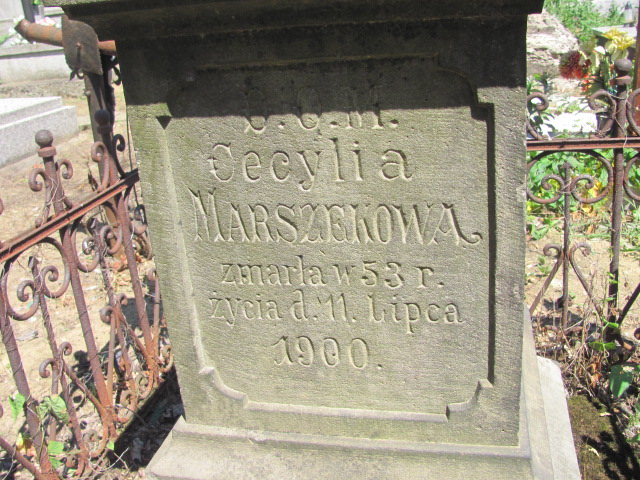 D.O.M.
Cecylia
MARSZEKOWA
zmarła w 53 r.
życia d. 11. Lipca
1900.